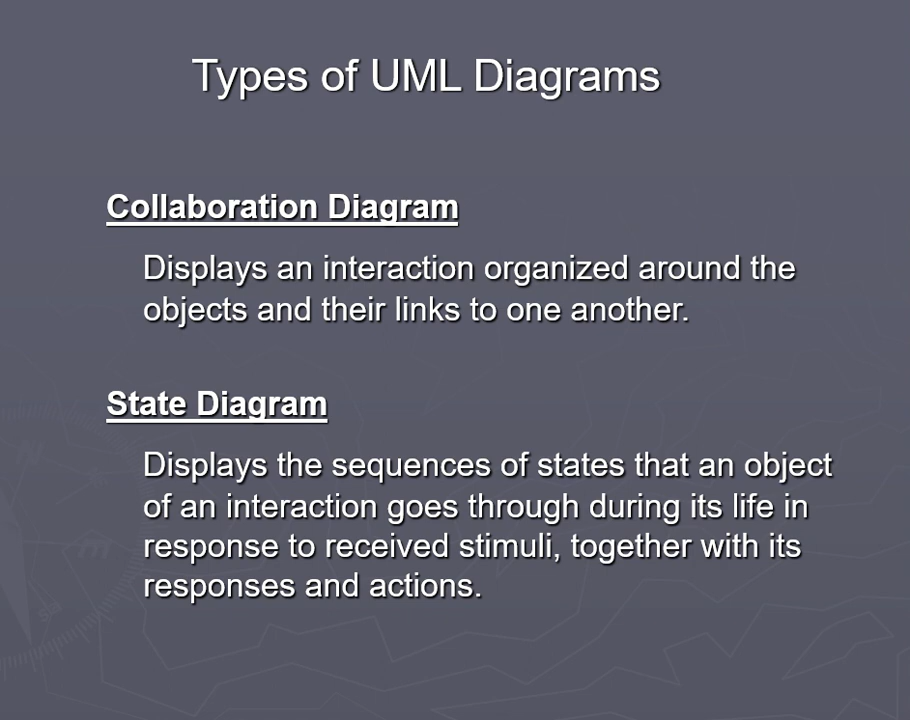 Types of UML Diagrams
Collaboration Diagram
Displays an interaction organized around the
objects and their links to one another.
State Diagram
Displays the sequences of states that an object
of an interaction goes through during its life in
response to received stimuli, together with its
responses and actions.